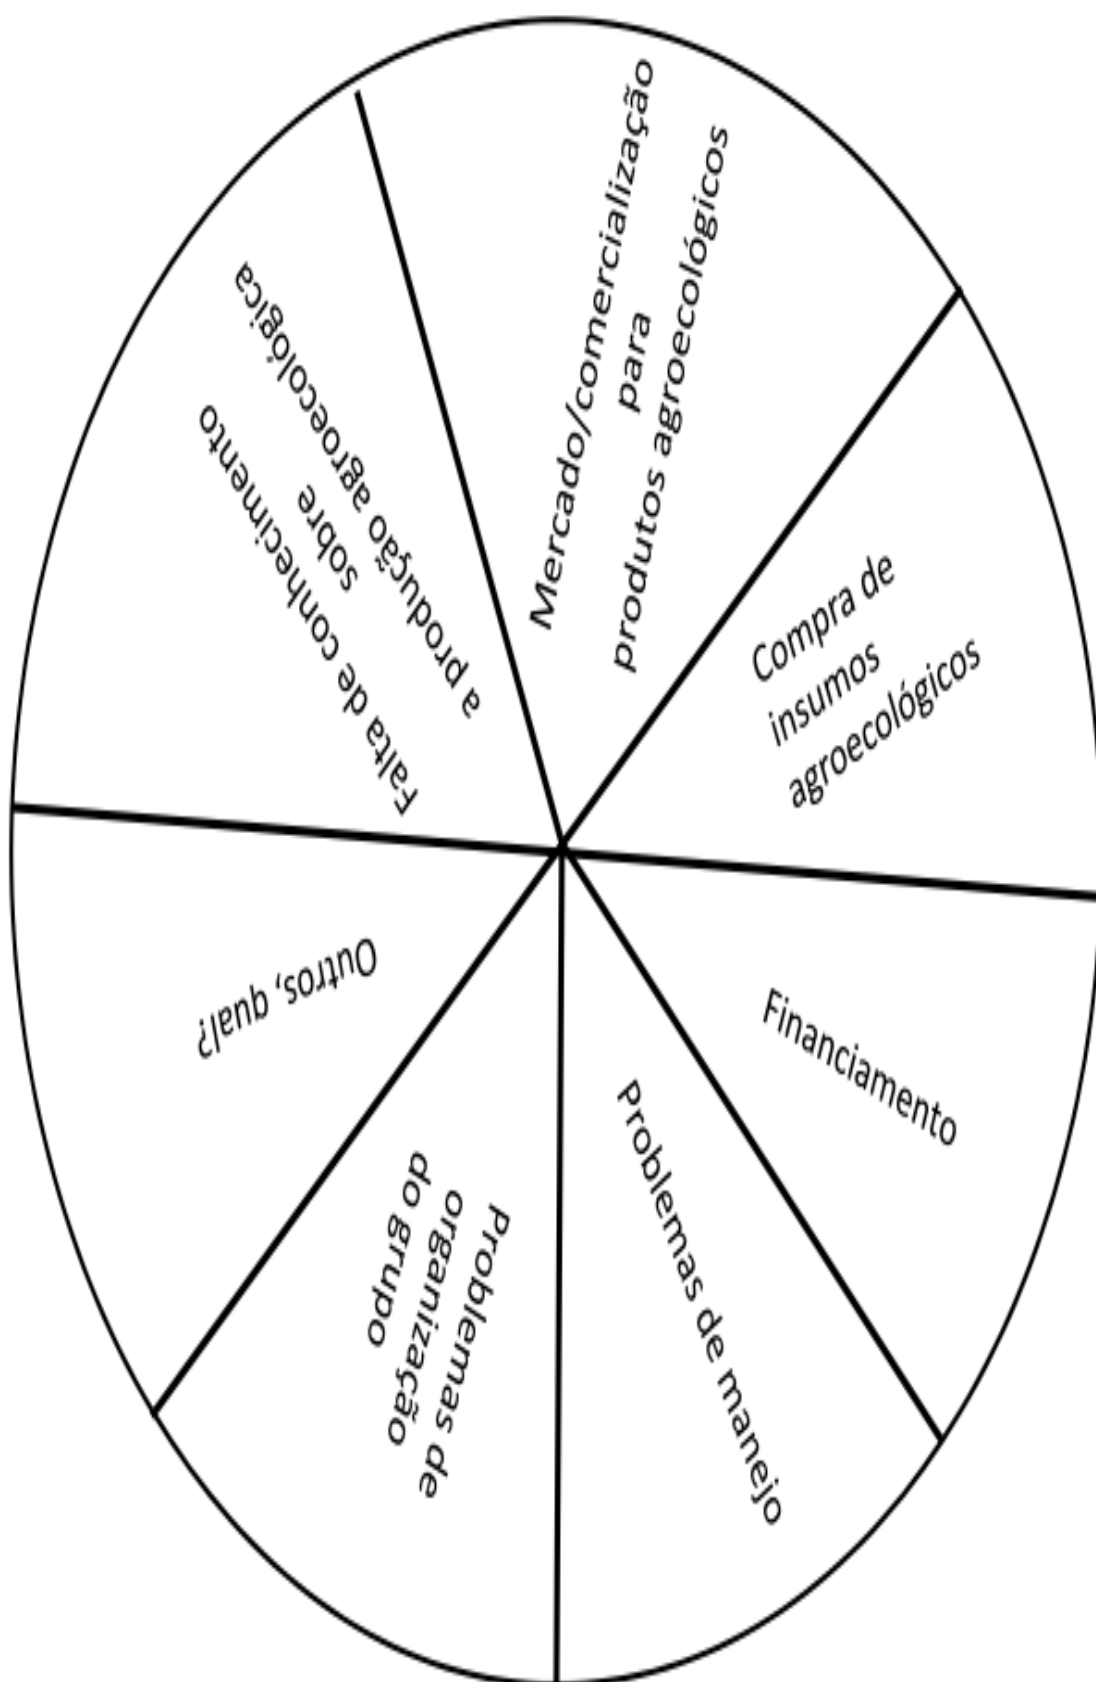 Mercado/comercialização
para
produtos agroecológicos
Compra de
insumos
agroecológicos
Financiamento
Problemas de manejo
Problemas de
organização
do grupo
Outros, qual?
Falta de conhecimento
sobre
a produção agroecológica